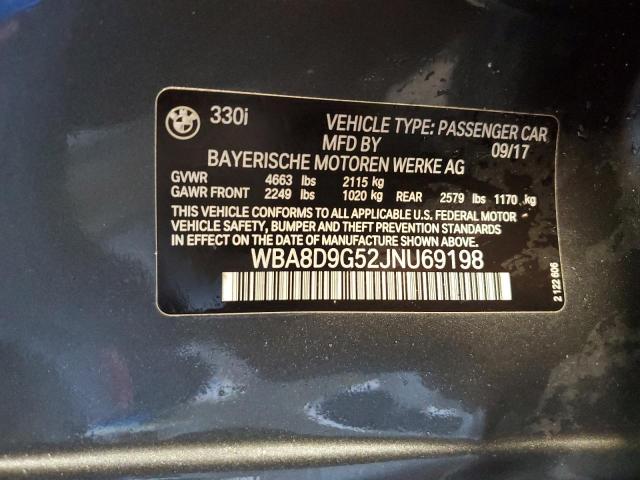 330i VEHICLE TYPE: PASSENGER CAR
MFD BY 09/17
BAYERISCHE MOTOREN WERKE AG
GVWR 4663 lbs 2115 kg
GAWR FRONT 2249 lbs 1020 kg REAR 2579 lbs 1170 kg
THIS VEHICLE CONFORMS TO ALL APPLICABLE U.S. FEDERAL MOTOR
VEHICLE SAFETY, BUMPER AND THEFT PREVENTION STANDARDS
IN EFFECT ON THE DATE OF MANUFACTURE SHOWN ABOVE.
WBA8D9G52JNU69198
2 122 606